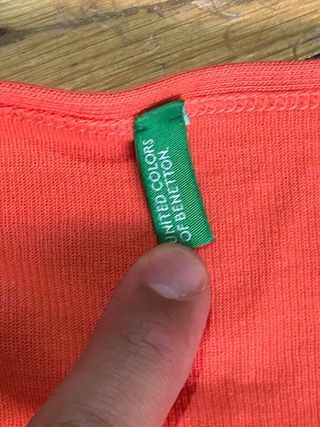 UNITED COLORS
OF BENETTON.